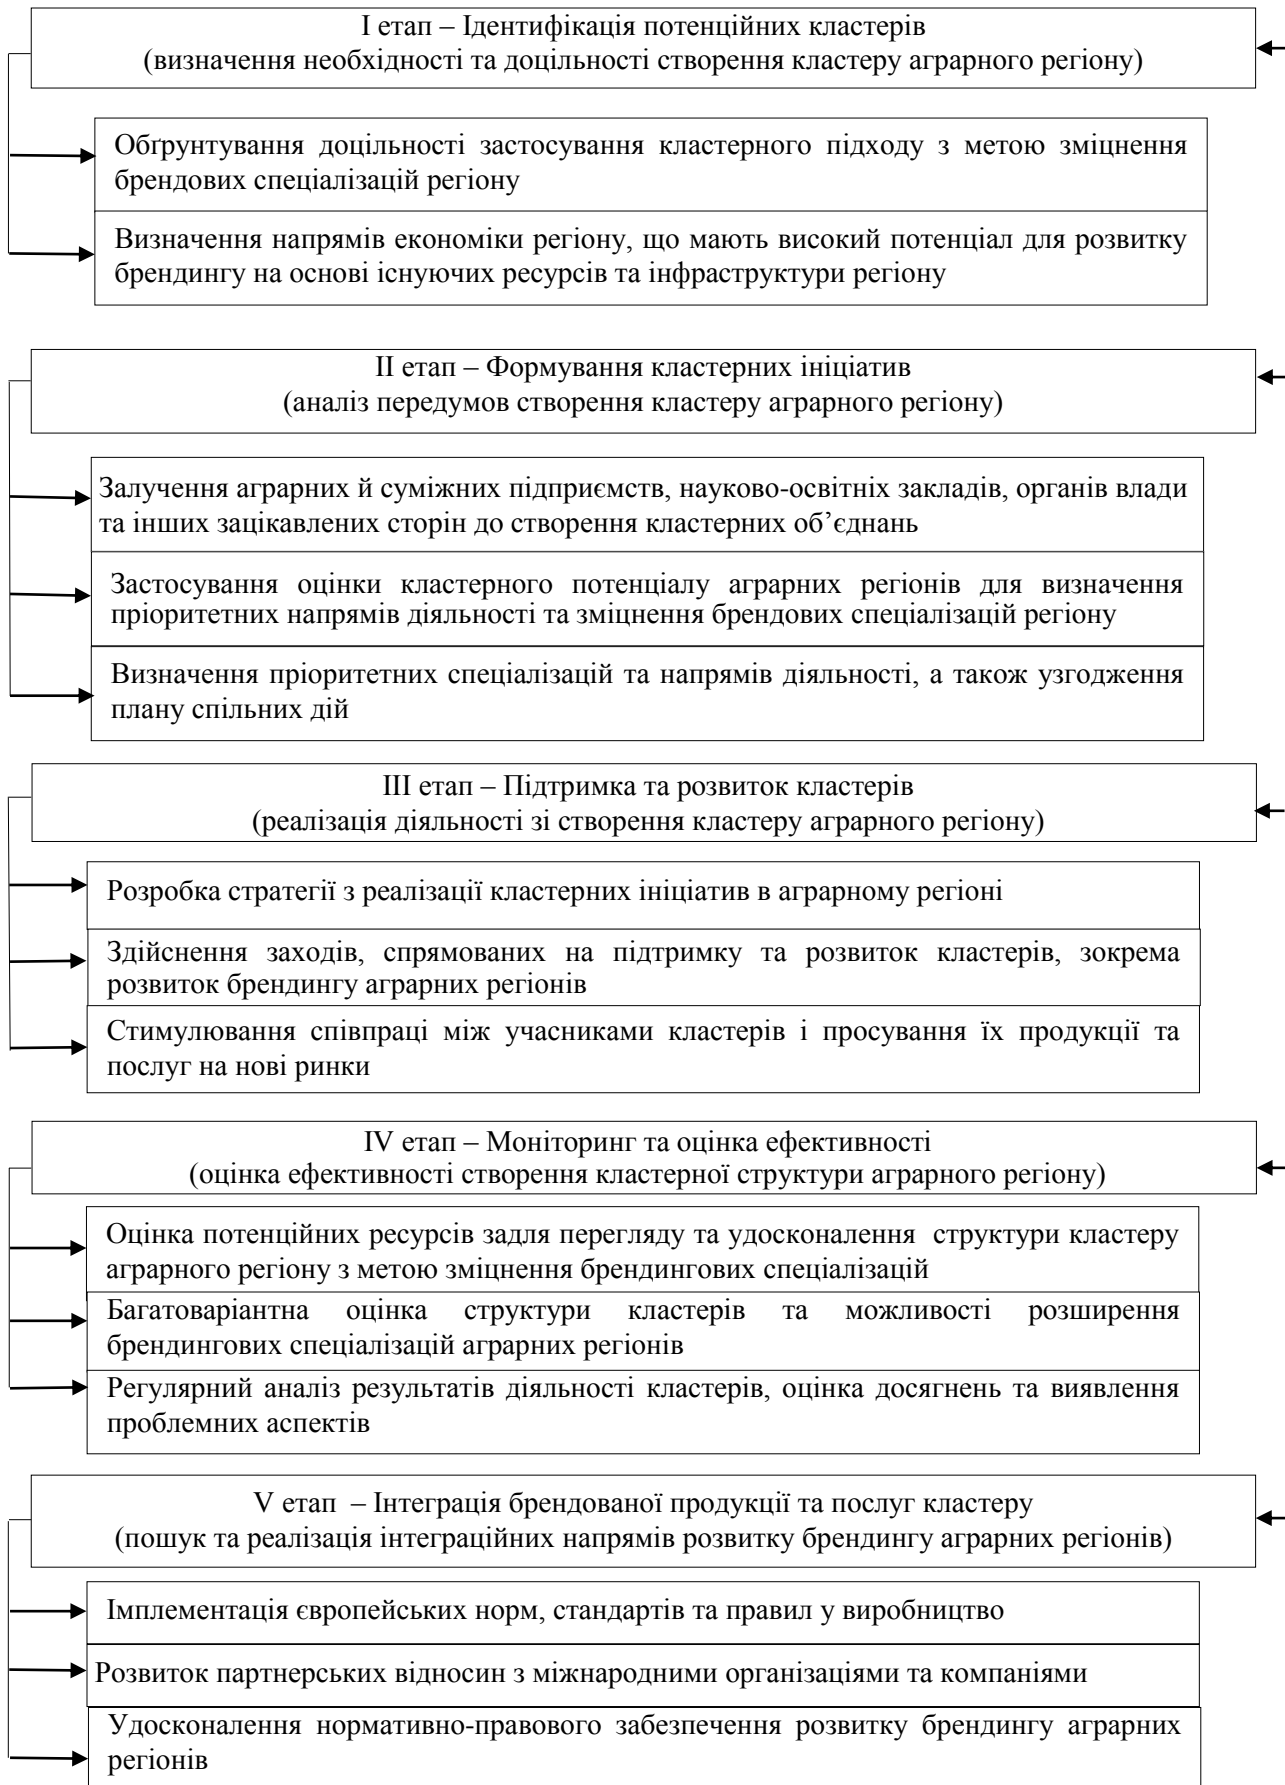 І етап – Ідентифікація потенційних кластерів
(визначення необхідності та доцільності створення кластеру аграрного регіону)
Обґрунтування доцільності застосування кластерного підходу з метою зміцнення
брендових спеціалізацій регіону
Визначення напрямів економіки регіону, що мають високий потенціал для розвитку
брендингу на основі існуючих ресурсів та інфраструктури регіону
ІІ етап – Формування кластерних ініціатив
(аналіз передумов створення кластеру аграрного регіону)
Залучення аграрних й суміжних підприємств, науково-освітніх закладів, органів влади
та інших зацікавлених сторін до створення кластерних об’єднань
Застосування оцінки кластерного потенціалу аграрних регіонів для визначення
пріоритетних напрямів діяльності та зміцнення брендових спеціалізацій регіону
Визначення пріоритетних спеціалізацій та напрямів діяльності, а також узгодження
плану спільних дій
ІІІ етап – Підтримка та розвиток кластерів
(реалізація діяльності зі створення кластеру аграрного регіону)
Розробка стратегії з реалізації кластерних ініціатив в аграрному регіоні
Здійснення заходів, спрямованих на підтримку та розвиток кластерів, зокрема
розвиток брендингу аграрних регіонів
Стимулювання співпраці між учасниками кластерів і просування їх продукції та
послуг на нові ринки
IV етап – Моніторинг та оцінка ефективності
(оцінка ефективності створення кластерної структури аграрного регіону)
Оцінка потенційних ресурсів задля перегляду та удосконалення структури кластеру
аграрного регіону з метою зміцнення брендингових спеціалізацій
Багатоваріантна оцінка структури кластерів та можливості розширення
брендингових спеціалізацій аграрних регіонів
Регулярний аналіз результатів діяльності кластерів, оцінка досягнень та виявлення
проблемних аспектів
V етап – Інтеграція брендованої продукції та послуг кластеру
(пошук та реалізація інтеграційних напрямів розвитку брендингу аграрних регіонів)
Імплементація європейських норм, стандартів та правил у виробництво
Розвиток партнерських відносин з міжнародними організаціями та компаніями
Удосконалення нормативно-правового забезпечення розвитку брендингу аграрних
регіонів